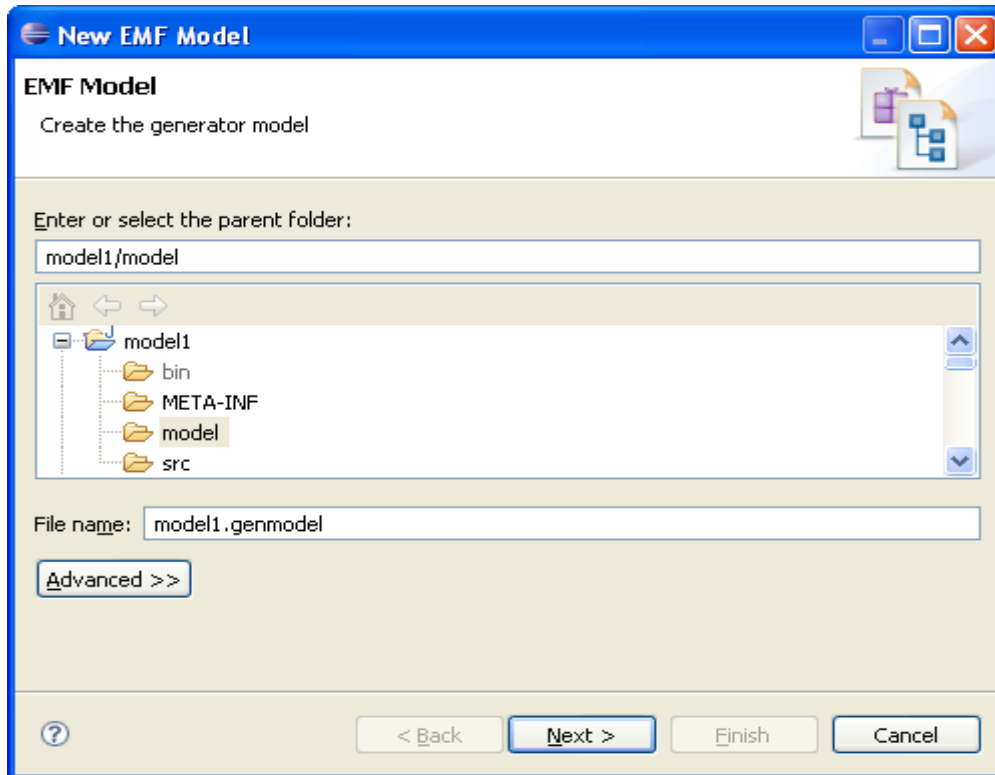 New EMF Model
EMF Model
Create the generator model
Enter or select the parent folder:
model1/model
model1
bin
META-INF
model
src
File name: model1.genmodel
Advanced >>
? < Back Next > Finish Cancel